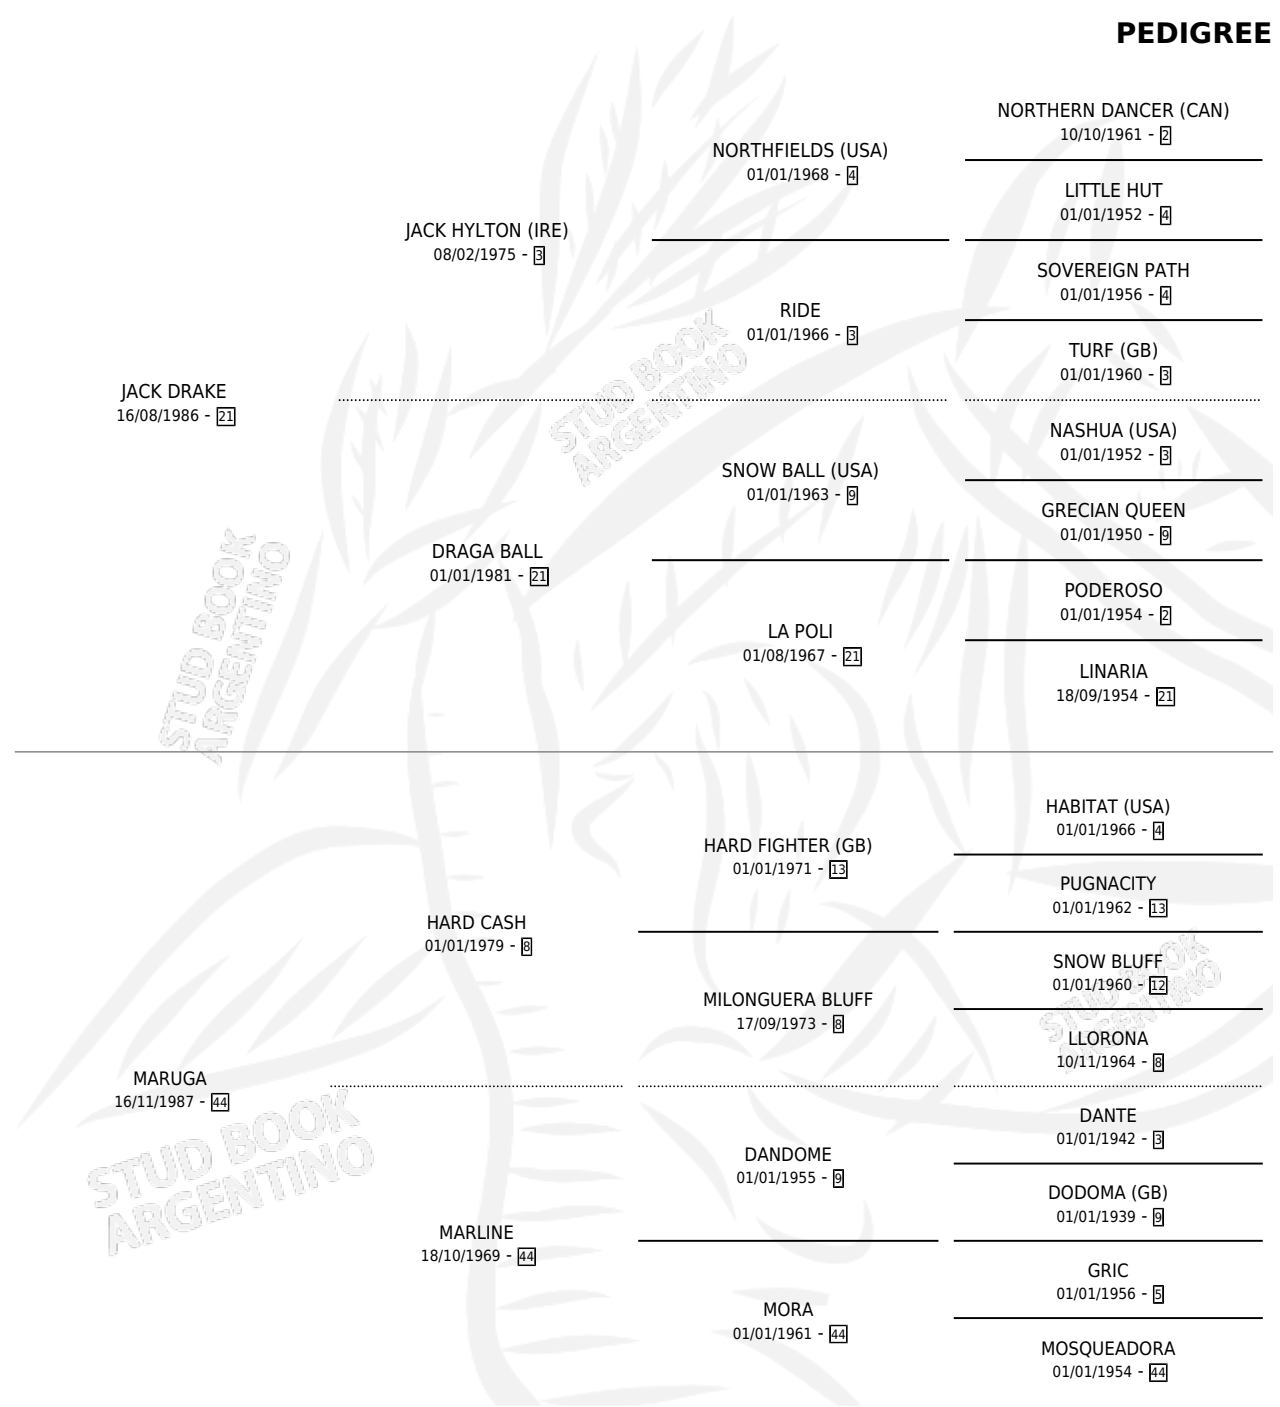 PEDIGREE
NORTHERN DANCER (CAN)
10/10/1961 - 2
NORTHFIELDS (USA)
01/01/1968 - 4
LITTLE HUT
01/01/1952 - 4
JACK HYLTON (IRE)
08/02/1975 - 3
SOVEREIGN PATH
01/01/1956 - 4
RIDE
01/01/1966 - 3
TURF (GB)
01/01/1960 - 3
JACK DRAKE
16/08/1986 - 21
NASHUA (USA)
01/01/1952 - 3
SNOW BALL (USA)
01/01/1963 - 9
GRECIAN QUEEN
01/01/1950 - 9
DRAGA BALL
01/01/1981 - 21
PODEROSO
01/01/1954 - 2
LA POLI
01/08/1967 - 21
LINARIA
18/09/1954 - 21
HABITAT (USA)
01/01/1966 - 4
HARD FIGHTER (GB)
01/01/1971 - 13
PUGNACITY
01/01/1962 - 13
HARD CASH
01/01/1979 - 8
SNOW BLUFF
01/01/1960 - 12
MILONGUERA BLUFF
17/09/1973 - 8
LLORONA
10/11/1964 - 8
MARUGA
16/11/1987 - 44
DANTE
01/01/1942 - 3
DANDOME
01/01/1955 - 9
DODOMA (GB)
01/01/1939 - 9
MARLINE
18/10/1969 - 44
GRIC
01/01/1956 - 5
MORA
01/01/1961 - 44
MOSQUEADORA
01/01/1954 - 44
STUD BOOK
ARGENTINO
STUD BOOK
ARGENTINO
STUD BOOK
ARGENTINO
STUD BOOK
ARGENTINO